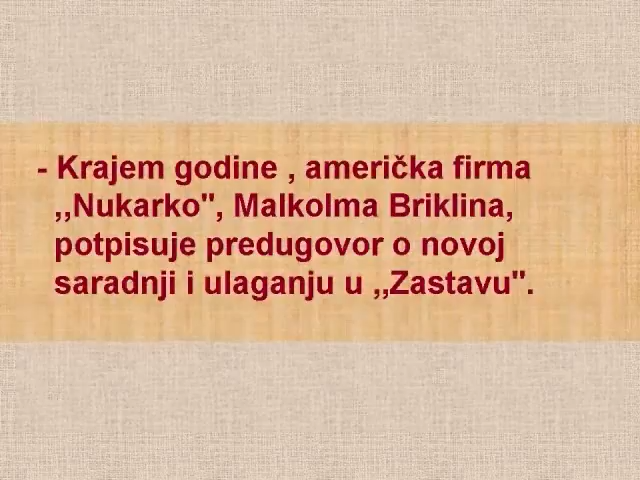 - Krajem godine , američka firma
,,Nukarko'', Malkolma Briklina,
potpisuje predugovor o novoj
saradnji i ulaganju u ,,Zastavu''.